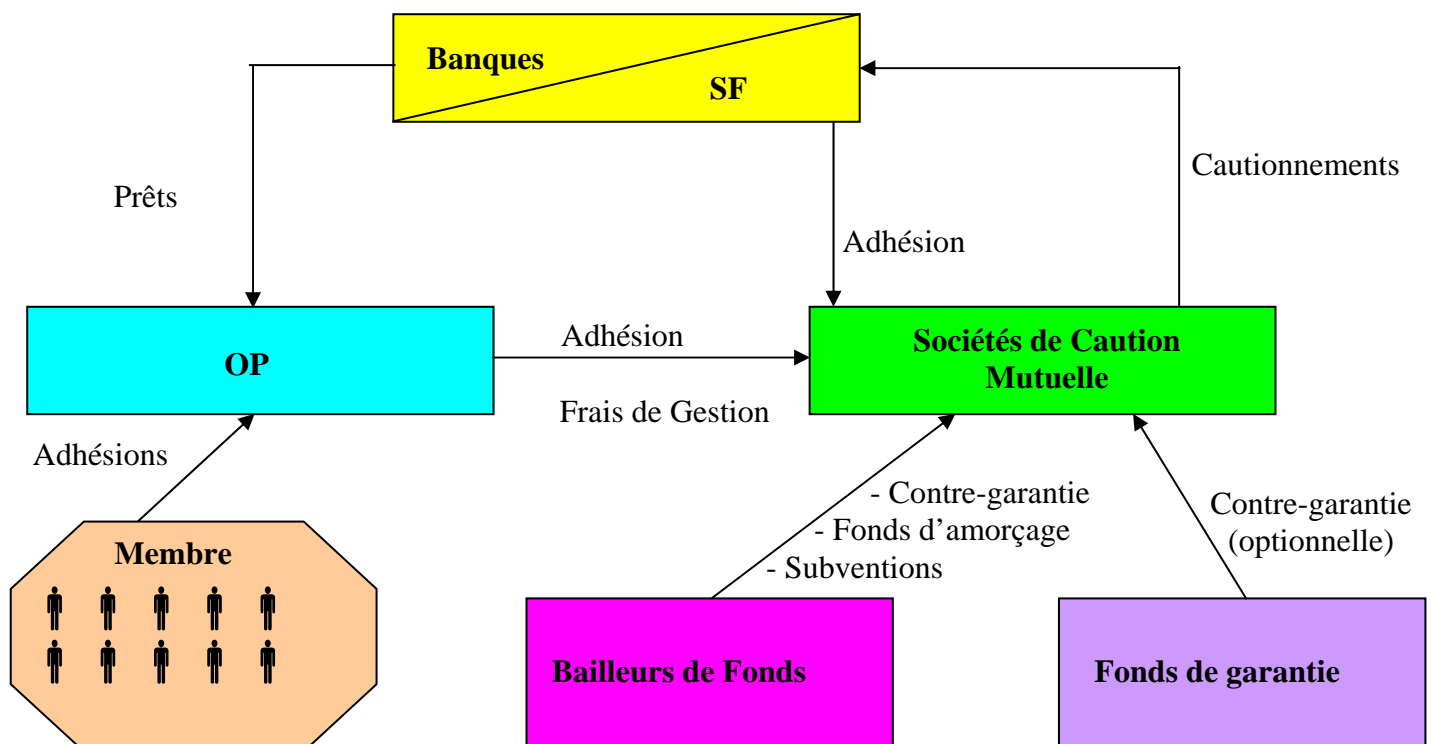 Banques
SF
Prêts
Cautionnements
Adhésion
OP
Adhésion
Frais de Gestion
Sociétés de Caution
Mutuelle
Adhésions
Membre
- Contre-garantie
- Fonds d’amorçage
- Subventions
Contre-garantie
(optionnelle)
Bailleurs de Fonds
Fonds de garantie